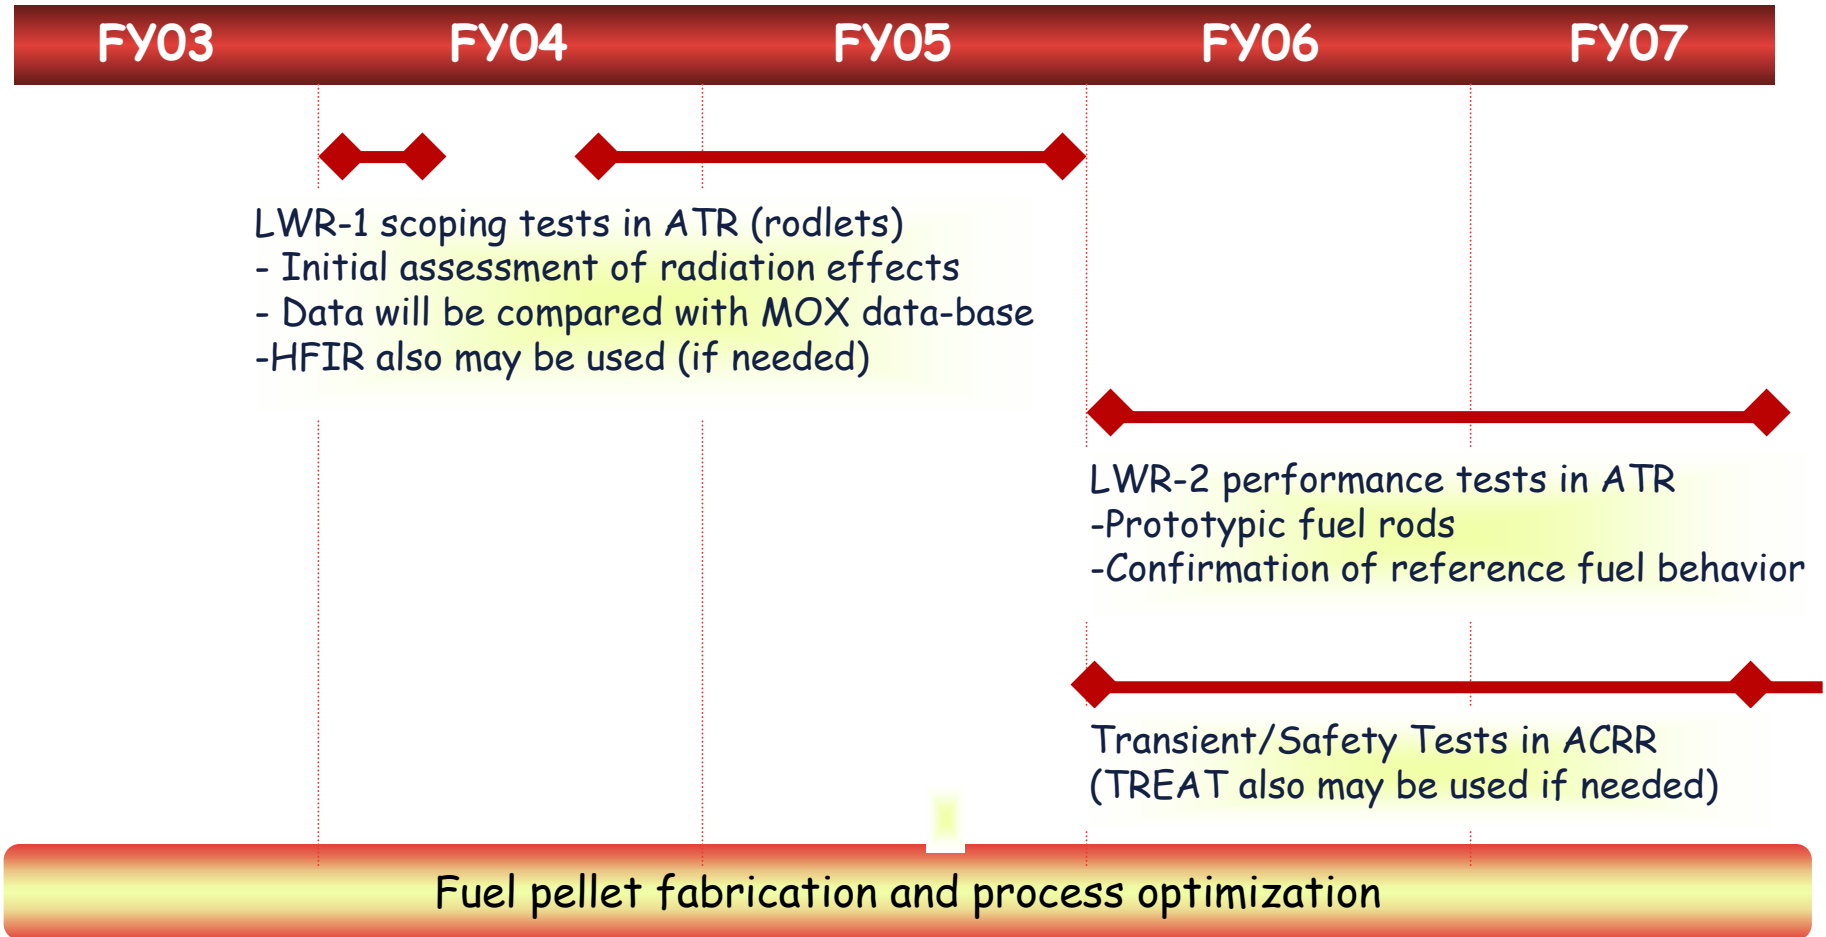 FY03 FY04 FY05 FY06 FY07
LWR-1 scoping tests in ATR (rodlets)
- Initial assessment of radiation effects
- Data will be compared with MOX data-base
-HFIR also may be used (if needed)
LWR-2 performance tests in ATR
-Prototypic fuel rods
-Confirmation of reference fuel behavior
Transient/Safety Tests in ACRR
(TREAT also may be used if needed)
Fuel pellet fabrication and process optimization